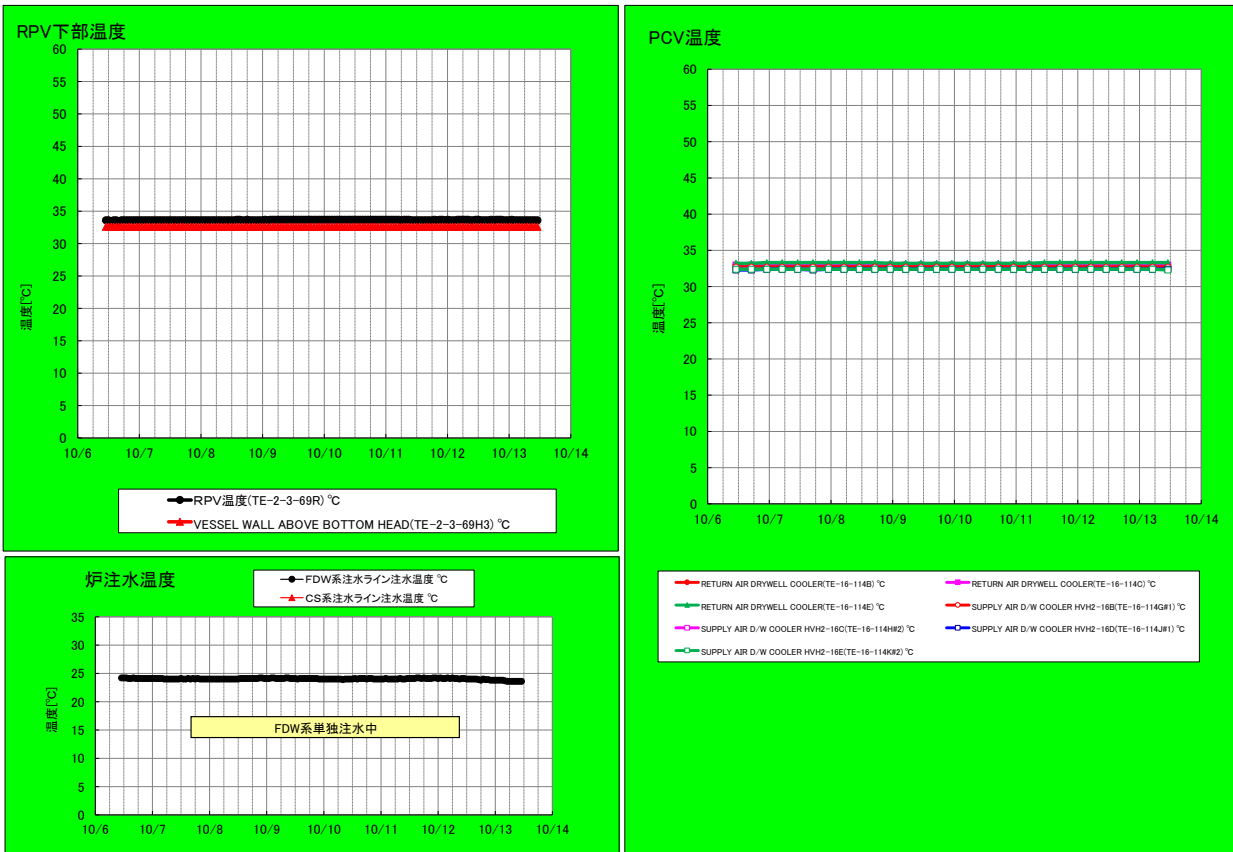 RPV下部温度
60
55
50
45
40
35
30
25
20
15
10
5
0
温度[℃]
10/6 10/7 10/8 10/9 10/10 10/11 10/12 10/13 10/14
RPV温度(TE-2-3-69R) ℃
VESSEL WALL ABOVE BOTTOM HEAD(TE-2-3-69H3) ℃
炉注水温度
FDW系注水ライン注水温度 ℃
CS系注水ライン注水温度 ℃
35
30
25
20
15
10
5
0
温度[℃]
FDW系単独注水中
10/6 10/7 10/8 10/9 10/10 10/11 10/12 10/13 10/14
PCV温度
60
55
50
45
40
35
30
25
20
15
10
5
0
温度[℃]
10/6 10/7 10/8 10/9 10/10 10/11 10/12 10/13 10/14
RETURN AIR DRYWELL COOLER(TE-16-114B) ℃
RETURN AIR DRYWELL COOLER(TE-16-114C) ℃
RETURN AIR DRYWELL COOLER(TE-16-114E) ℃
SUPPLY AIR D/W COOLER HVH2-16B(TE-16-114G#1) ℃
SUPPLY AIR D/W COOLER HVH2-16C(TE-16-114H#2) ℃
SUPPLY AIR D/W COOLER HVH2-16D(TE-16-114J#1) ℃
SUPPLY AIR D/W COOLER HVH2-16E(TE-16-114K#2) ℃